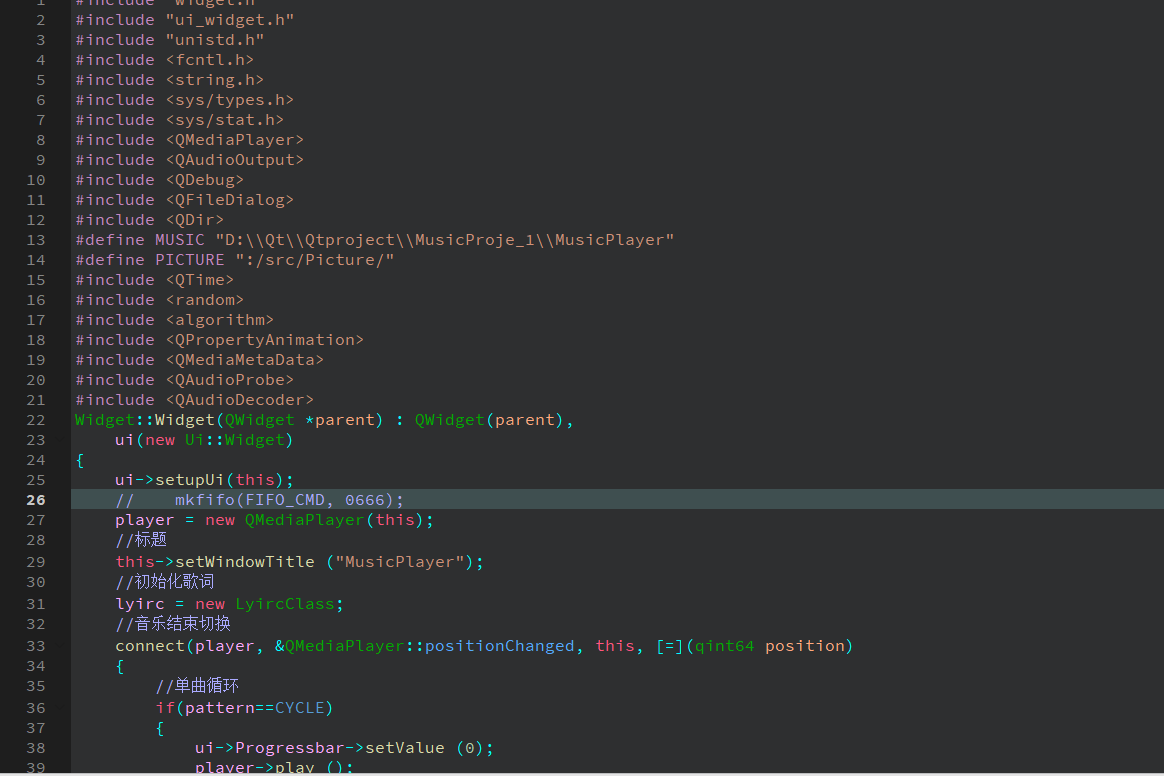 1 #include "widget.h"
2 #include "ui_widget.h"
3 #include "unistd.h"
4 #include <fcntl.h>
5 #include <string.h>
6 #include <sys/types.h>
7 #include <sys/stat.h>
8 #include <QMediaPlayer>
9 #include <QAudioOutput>
10 #include <QDebug>
11 #include <QFileDialog>
12 #include <QDir>
13 #define MUSIC "D:\\Qt\\Qtproject\\MusicProje_1\\MusicPlayer"
14 #define PICTURE ":/src/Picture/"
15 #include <QTime>
16 #include <random>
17 #include <algorithm>
18 #include <QPropertyAnimation>
19 #include <QMediaMetaData>
20 #include <QAudioProbe>
21 #include <QAudioDecoder>
22 Widget::Widget(QWidget *parent) : QWidget(parent),
23     ui(new Ui::Widget)
24 {
25     ui->setupUi(this);
26     //    mkfifo(FIFO_CMD, 0666);
27     player = new QMediaPlayer(this);
28     //标题
29     this->setWindowTitle ("MusicPlayer");
30     //初始化歌词
31     lyirc = new LyircClass;
32     //音乐结束切换
33     connect(player, &QMediaPlayer::positionChanged, this, [=](qint64 position)
34     {
35         //单曲循环
36         if(pattern==CYCLE)
37         {
38             ui->Progressbar->setValue (0);
39             player->play ();